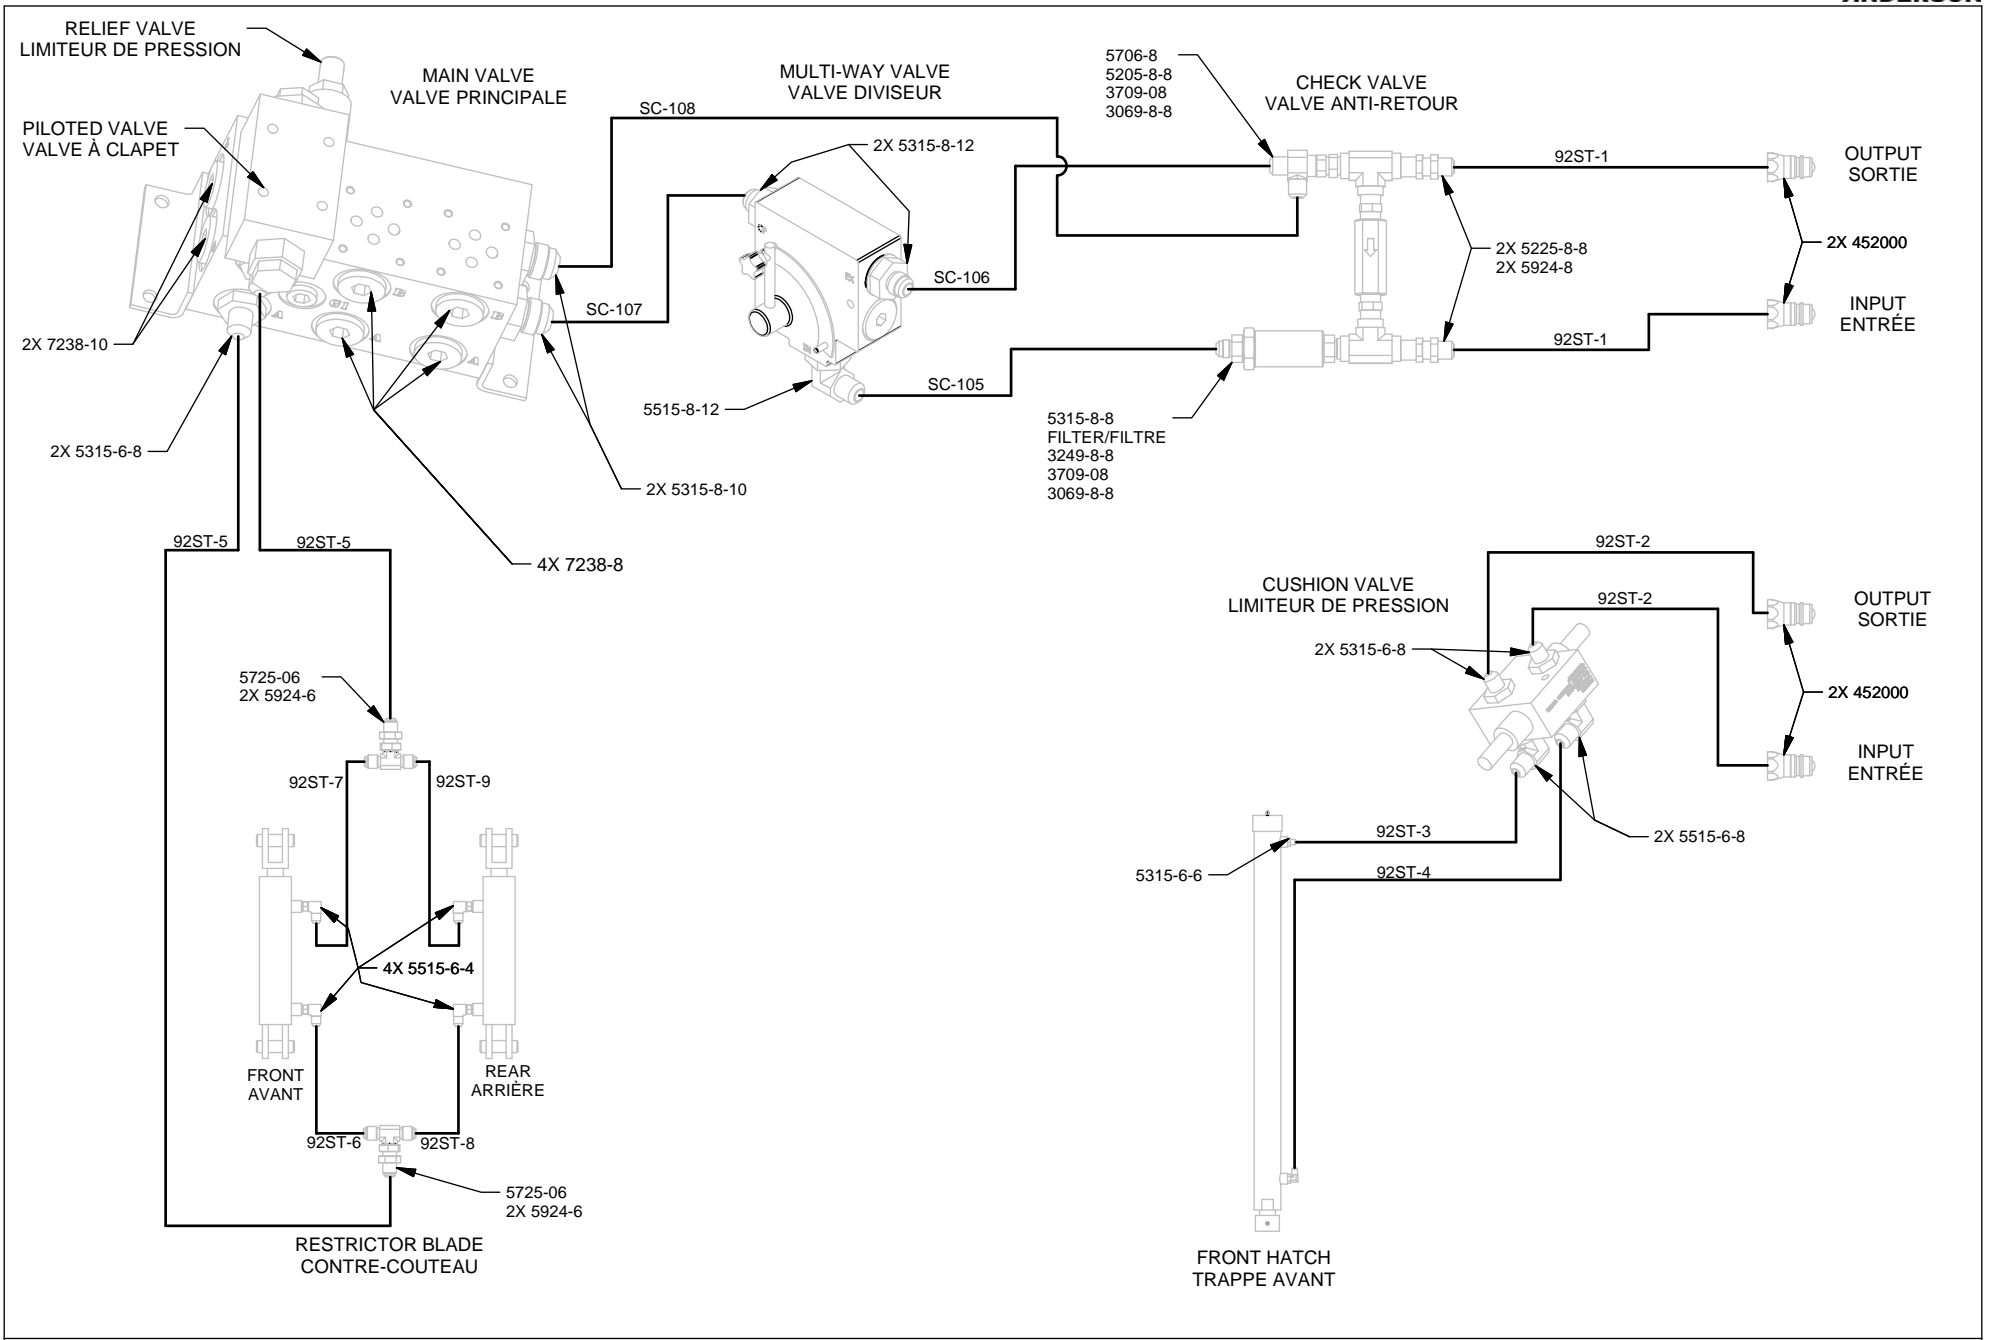 RELIEF VALVE
LIMITEUR DE PRESSION
MAIN VALVE
VALVE PRINCIPALE
PILOTED VALVE
VALVE À CLAPET
MULTI-WAY VALVE
VALVE DIVISEUR
5706-8
5205-8-8
3709-08
3069-8-8
CHECK VALVE
VALVE ANTI-RETOUR
SC-108
2X 5315-8-12
92ST-1
OUTPUT
SORTIE
2X 452000
2X 5225-8-8
2X 5924-8
SC-106
SC-107
INPUT
ENTRÉE
92ST-1
2X 7238-10
SC-105
5515-8-12
5315-8-8
FILTER/FILTRE
3249-8-8
3709-08
3069-8-8
2X 5315-6-8
2X 5315-8-10
92ST-5
92ST-5
4X 7238-8
92ST-2
CUSHION VALVE
LIMITEUR DE PRESSION
92ST-2
OUTPUT
SORTIE
2X 5315-6-8
2X 452000
5725-06
2X 5924-6
INPUT
ENTRÉE
92ST-7
92ST-9
92ST-3
2X 5515-6-8
5315-6-6
92ST-4
4X 5515-6-4
FRONT
AVANT
REAR
ARRIÈRE
92ST-6
92ST-8
5725-06
2X 5924-6
RESTRICTOR BLADE
CONTRE-COUTEAU
FRONT HATCH
TRAPPE AVANT